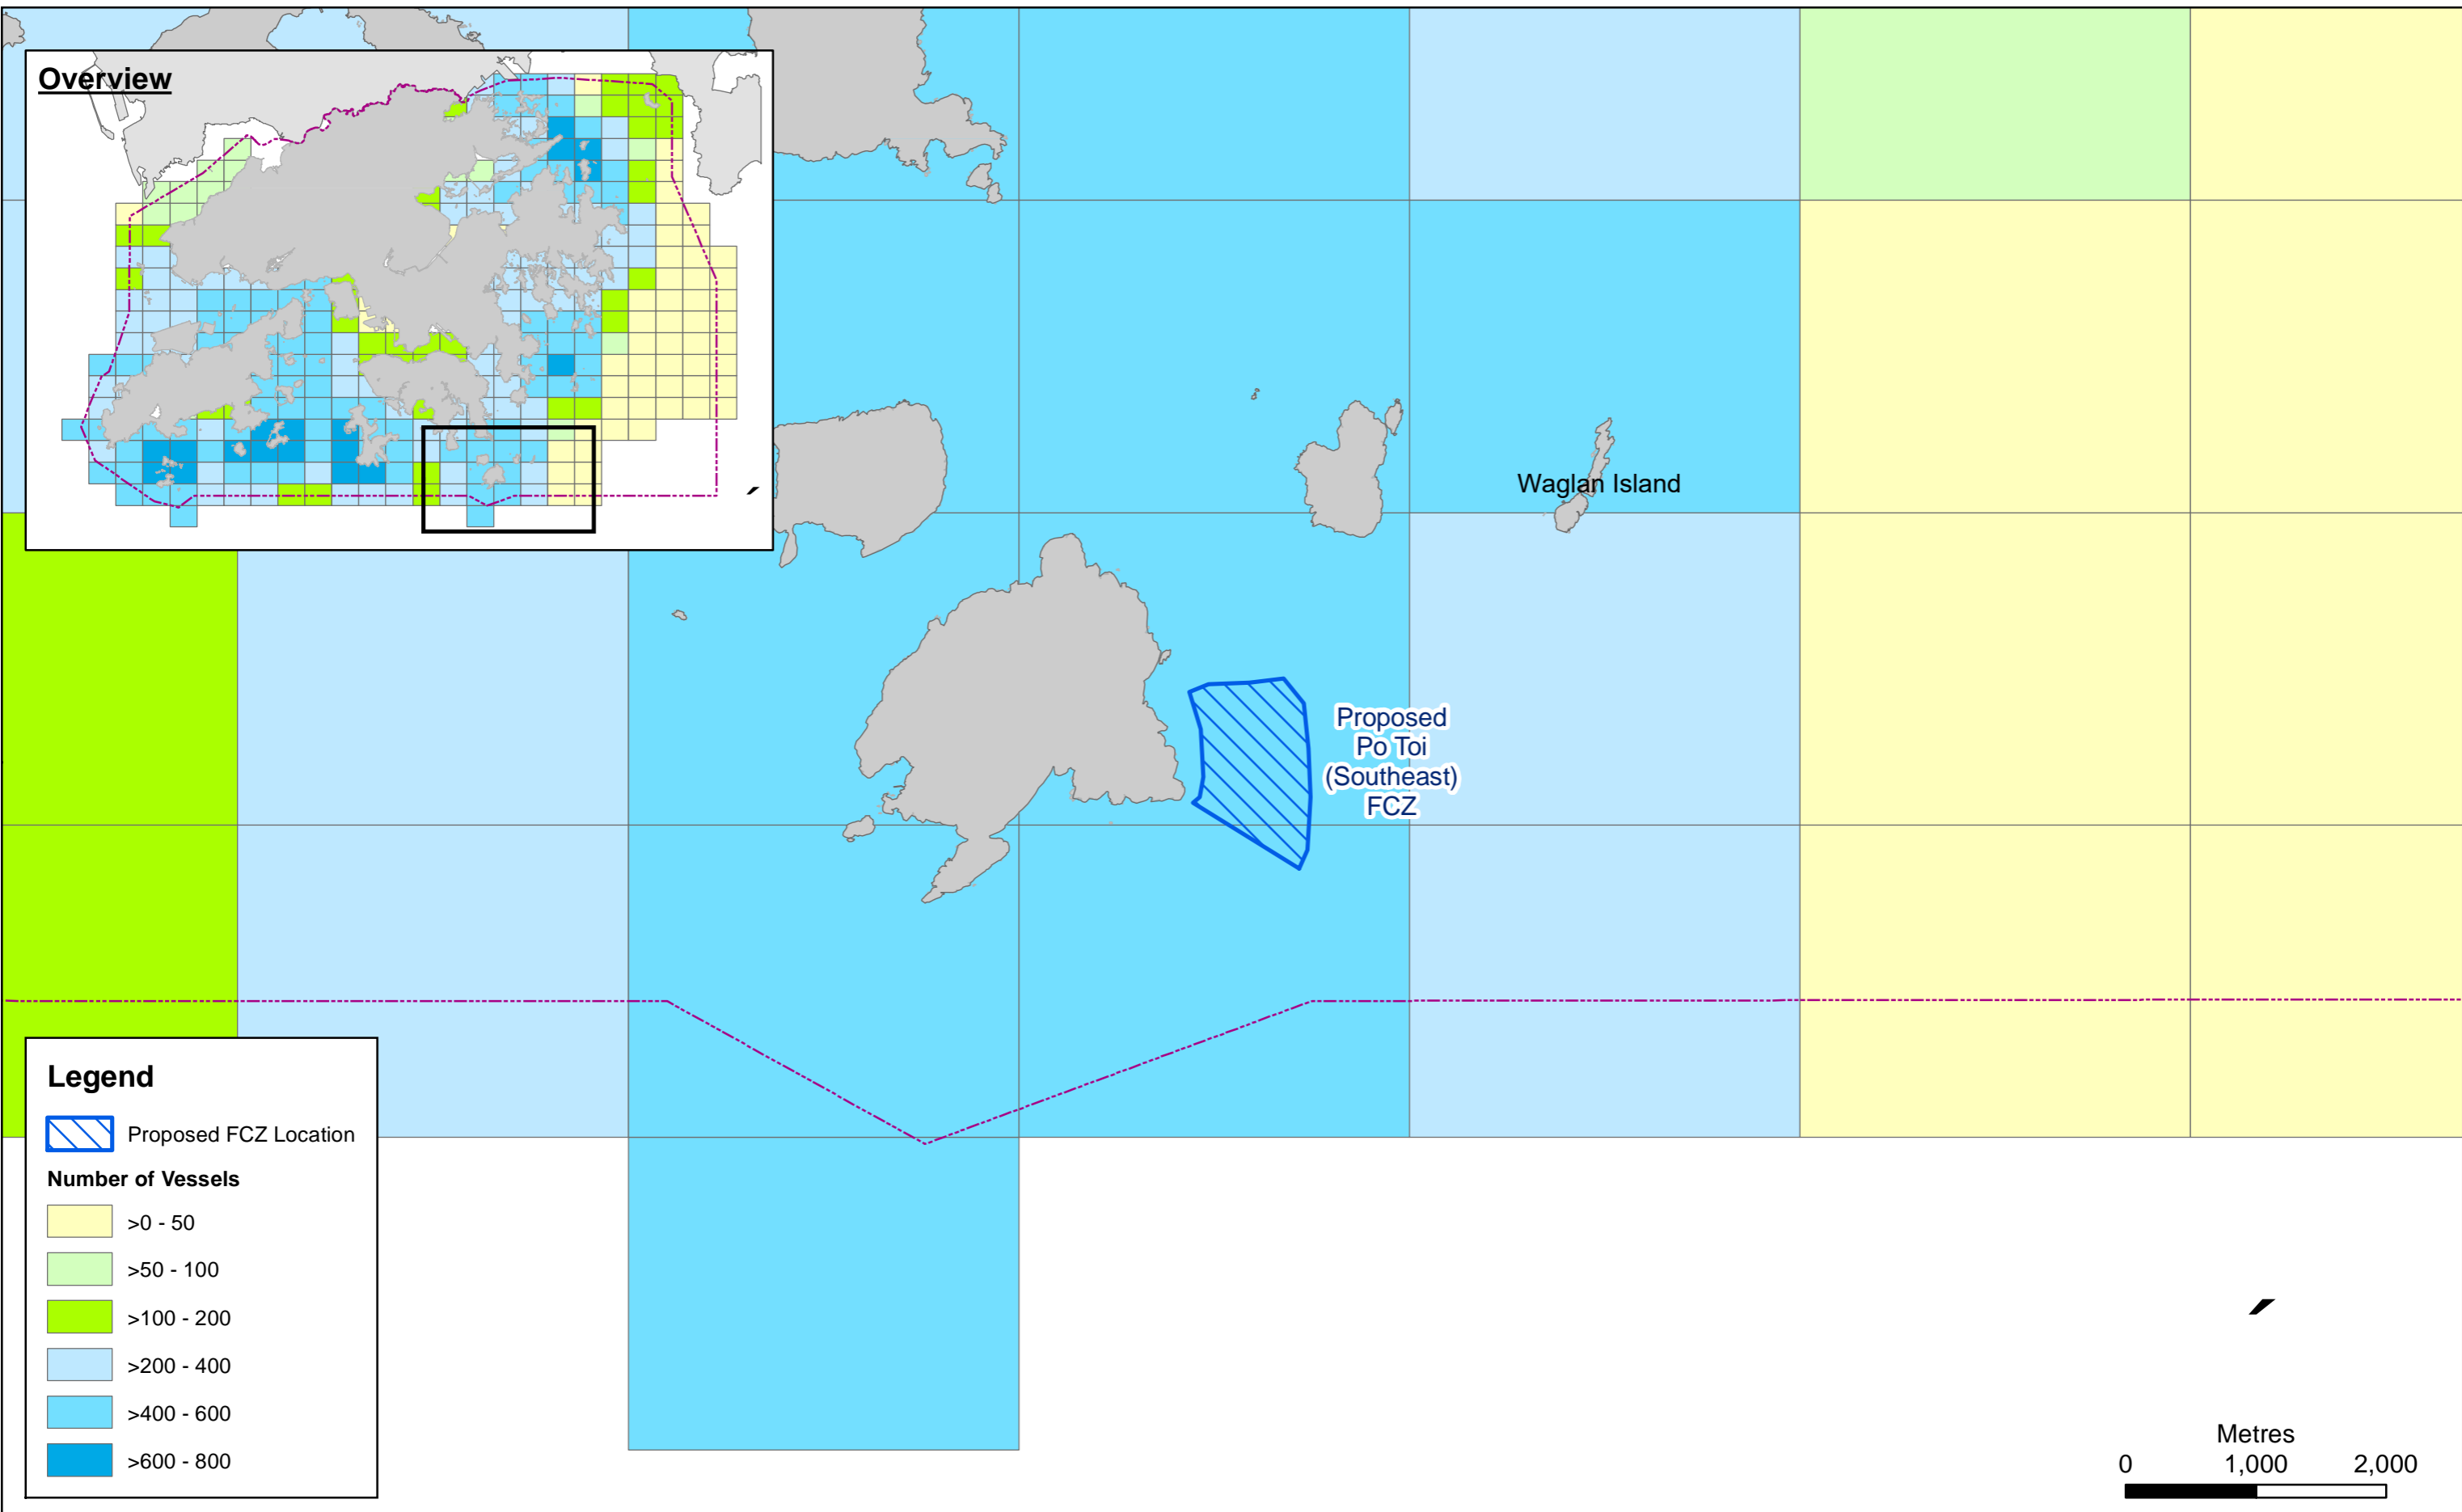 Overview
Waglan Island
Proposed
Po Toi
(Southeast)
FCZ
Legend
Proposed FCZ Location
Number of Vessels
>0 - 50
>50 - 100
>100 - 200
>200 - 400
>400 - 600
>600 - 800
Metres
0 1,000 2,000